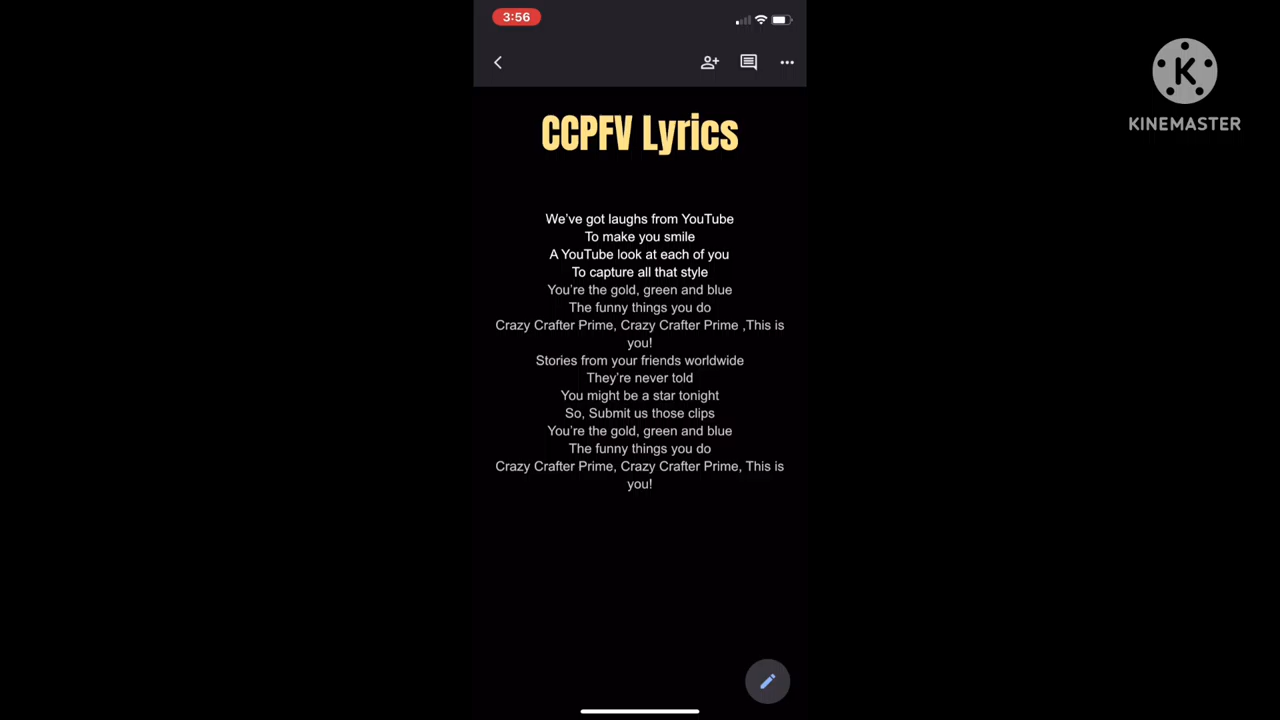 3:56
K
KINEMASTER
CCPFV Lyrics
We've got laughs from YouTube
To make you smile
A YouTube look at each of you
To capture all that style
You're the gold, green and blue
The funny things you do
Crazy Crafter Prime, Crazy Crafter Prime ,This is
you!
Stories from your friends worldwide
They're never told
You might be a star tonight
So, Submit us those clips
You're the gold, green and blue
The funny things you do
Crazy Crafter Prime, Crazy Crafter Prime, This is
you!